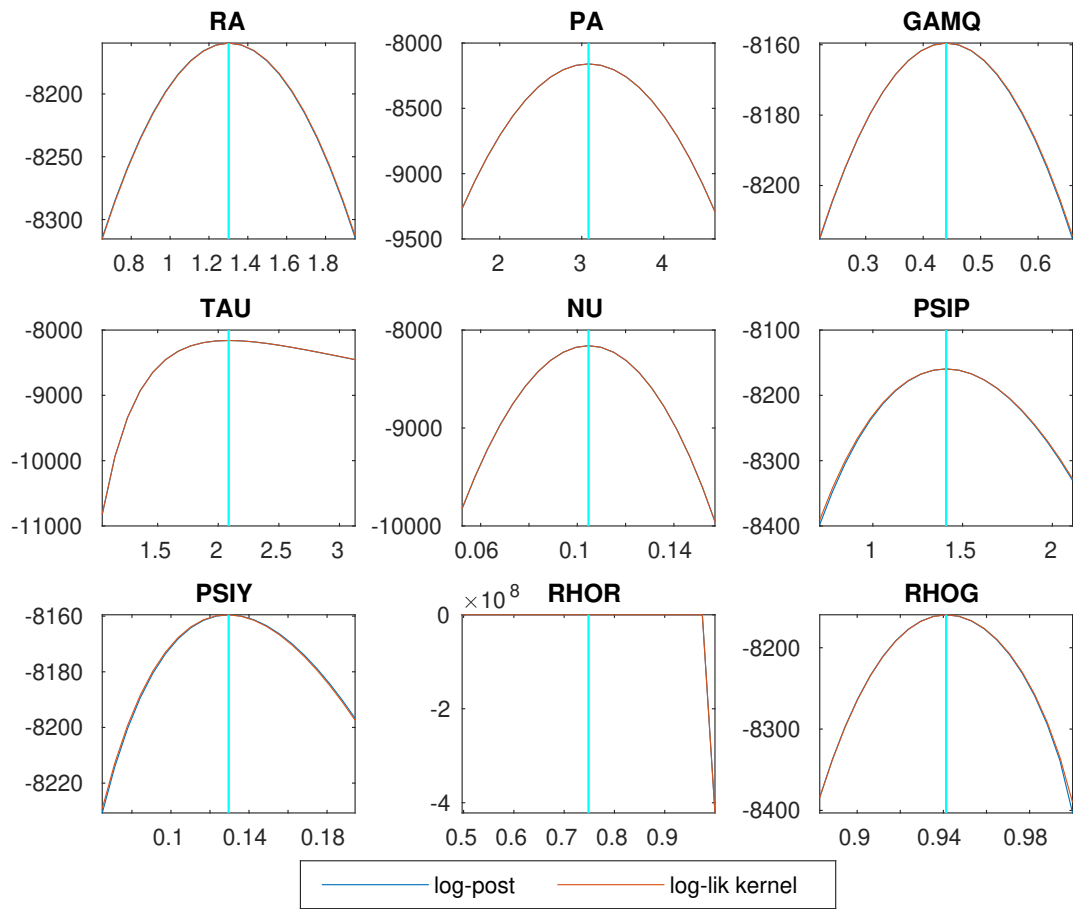 RA PA GAMQ
-8200
-8250
-8300
0.8 1 1.2 1.4 1.6 1.8
-8000
-8500
-9000
-9500
2 3 4
-8160
-8180
-8200
0.3 0.4 0.5 0.6
TAU NU PSIP
-8000
-9000
-10000
-11000
1.5 2 2.5 3
-8000
-9000
-10000
0.06 0.1 0.14
-8100
-8200
-8300
-8400
1 1.5 2
PSIY RHOR RHOG
-8160
-8180
-8200
-8220
0.1 0.14 0.18
×10^8
0
-2
-4
0.5 0.6 0.7 0.8 0.9
-8200
-8300
-8400
0.9 0.94 0.98
log-post log-lik kernel